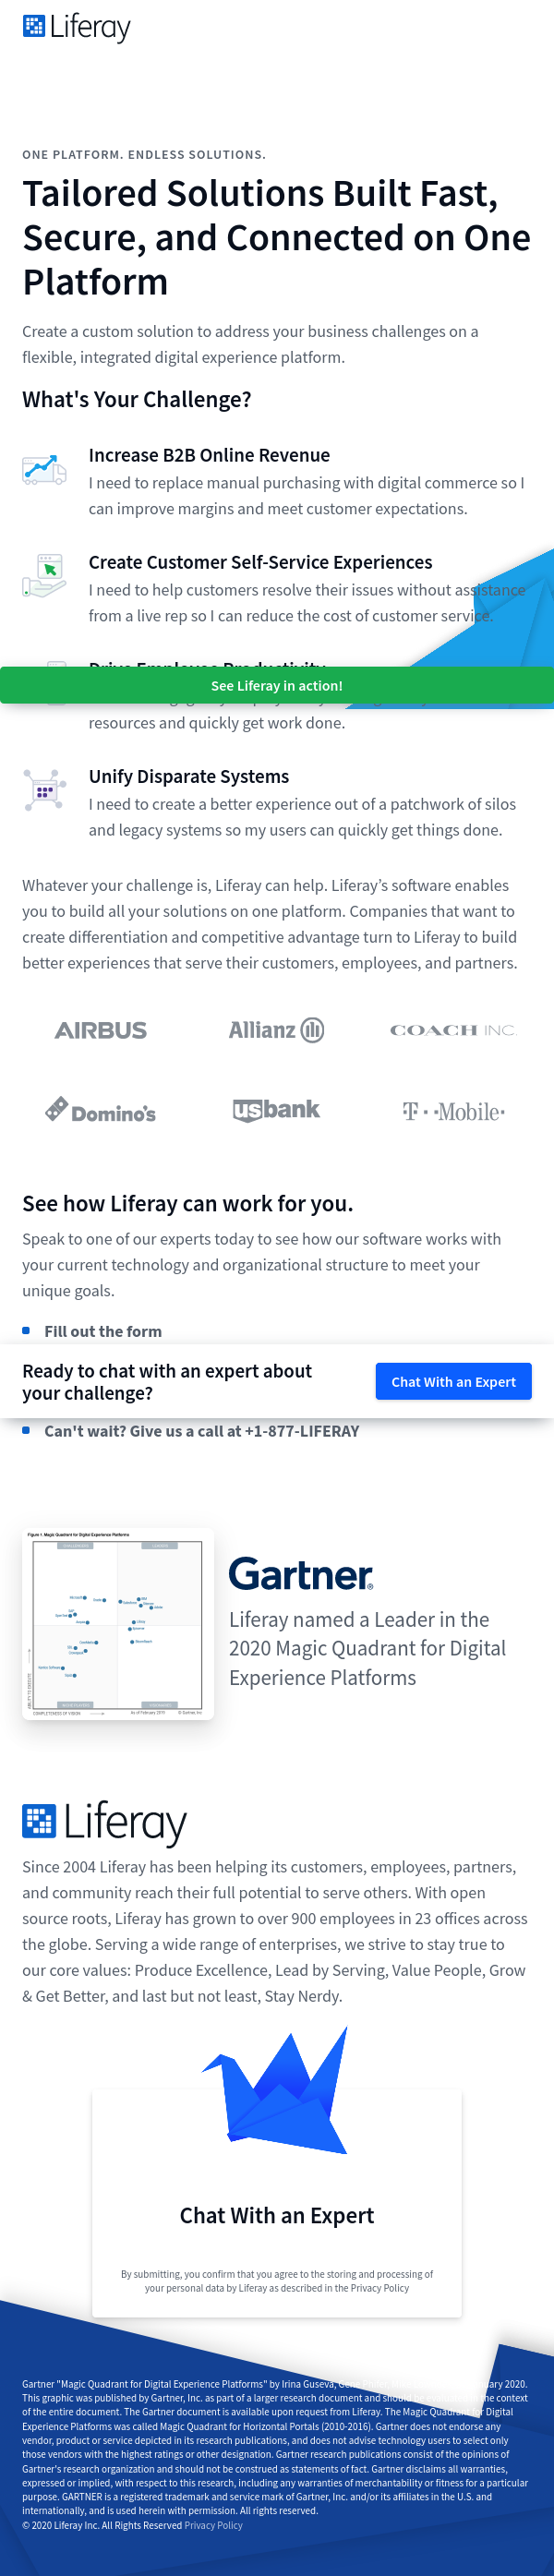 Liferay
ONE PLATFORM. ENDLESS SOLUTIONS.
Tailored Solutions Built Fast,
Secure, and Connected on One
Platform
Create a custom solution to address your business challenges on a
flexible, integrated digital experience platform.
What's Your Challenge?
Increase B2B Online Revenue
I need to replace manual purchasing with digital commerce so I
can improve margins and meet customer expectations.
Create Customer Self-Service Experiences
I need to help customers resolve their issues without assistance
from a live rep so I can reduce the cost of customer service.
Drive Employee Productivity
See Liferay in action!
resources and quickly get work done.
Unify Disparate Systems
I need to create a better experience out of a patchwork of silos
and legacy systems so my users can quickly get things done.
Whatever your challenge is, Liferay can help. Liferay’s software enables
you to build all your solutions on one platform. Companies that want to
create differentiation and competitive advantage turn to Liferay to build
better experiences that serve their customers, employees, and partners.
AIRBUS Allianz COACH INC.
Domino's usbank T··Mobile·
See how Liferay can work for you.
Speak to one of our experts today to see how our software works with
your current technology and organizational structure to meet your
unique goals.
Fill out the form
Ready to chat with an expert about
your challenge?
Chat With an Expert
Can't wait? Give us a call at +1-877-LIFERAY
Figure 1. Magic Quadrant for Digital Experience Platforms
COMPLETENESS OF VISION
As of February 2019 © Gartner, Inc
Gartner®
Liferay named a Leader in the
2020 Magic Quadrant for Digital
Experience Platforms
Liferay
Since 2004 Liferay has been helping its customers, employees, partners,
and community reach their full potential to serve others. With open
source roots, Liferay has grown to over 900 employees in 23 offices across
the globe. Serving a wide range of enterprises, we strive to stay true to
our core values: Produce Excellence, Lead by Serving, Value People, Grow
& Get Better, and last but not least, Stay Nerdy.
Chat With an Expert
By submitting, you confirm that you agree to the storing and processing of
your personal data by Liferay as described in the Privacy Policy
Gartner "Magic Quadrant for Digital Experience Platforms" by Irina Guseva, 2020.
This graphic was published by Gartner, Inc. as part of a larger research document and should the context
of the entire document. The Gartner document is available upon request from Liferay. The Magic Quadrant for Digital
Experience Platforms was called Magic Quadrant for Horizontal Portals (2010-2016). Gartner does not endorse any
vendor, product or service depicted in its research publications, and does not advise technology users to select only
those vendors with the highest ratings or other designation. Gartner research publications consist of the opinions of
Gartner's research organization and should not be construed as statements of fact. Gartner disclaims all warranties,
expressed or implied, with respect to this research, including any warranties of merchantability or fitness for a particular
purpose. GARTNER is a registered trademark and service mark of Gartner, Inc. and/or its affiliates in the U.S. and
internationally, and is used herein with permission. All rights reserved.
© 2020 Liferay Inc. All Rights Reserved Privacy Policy